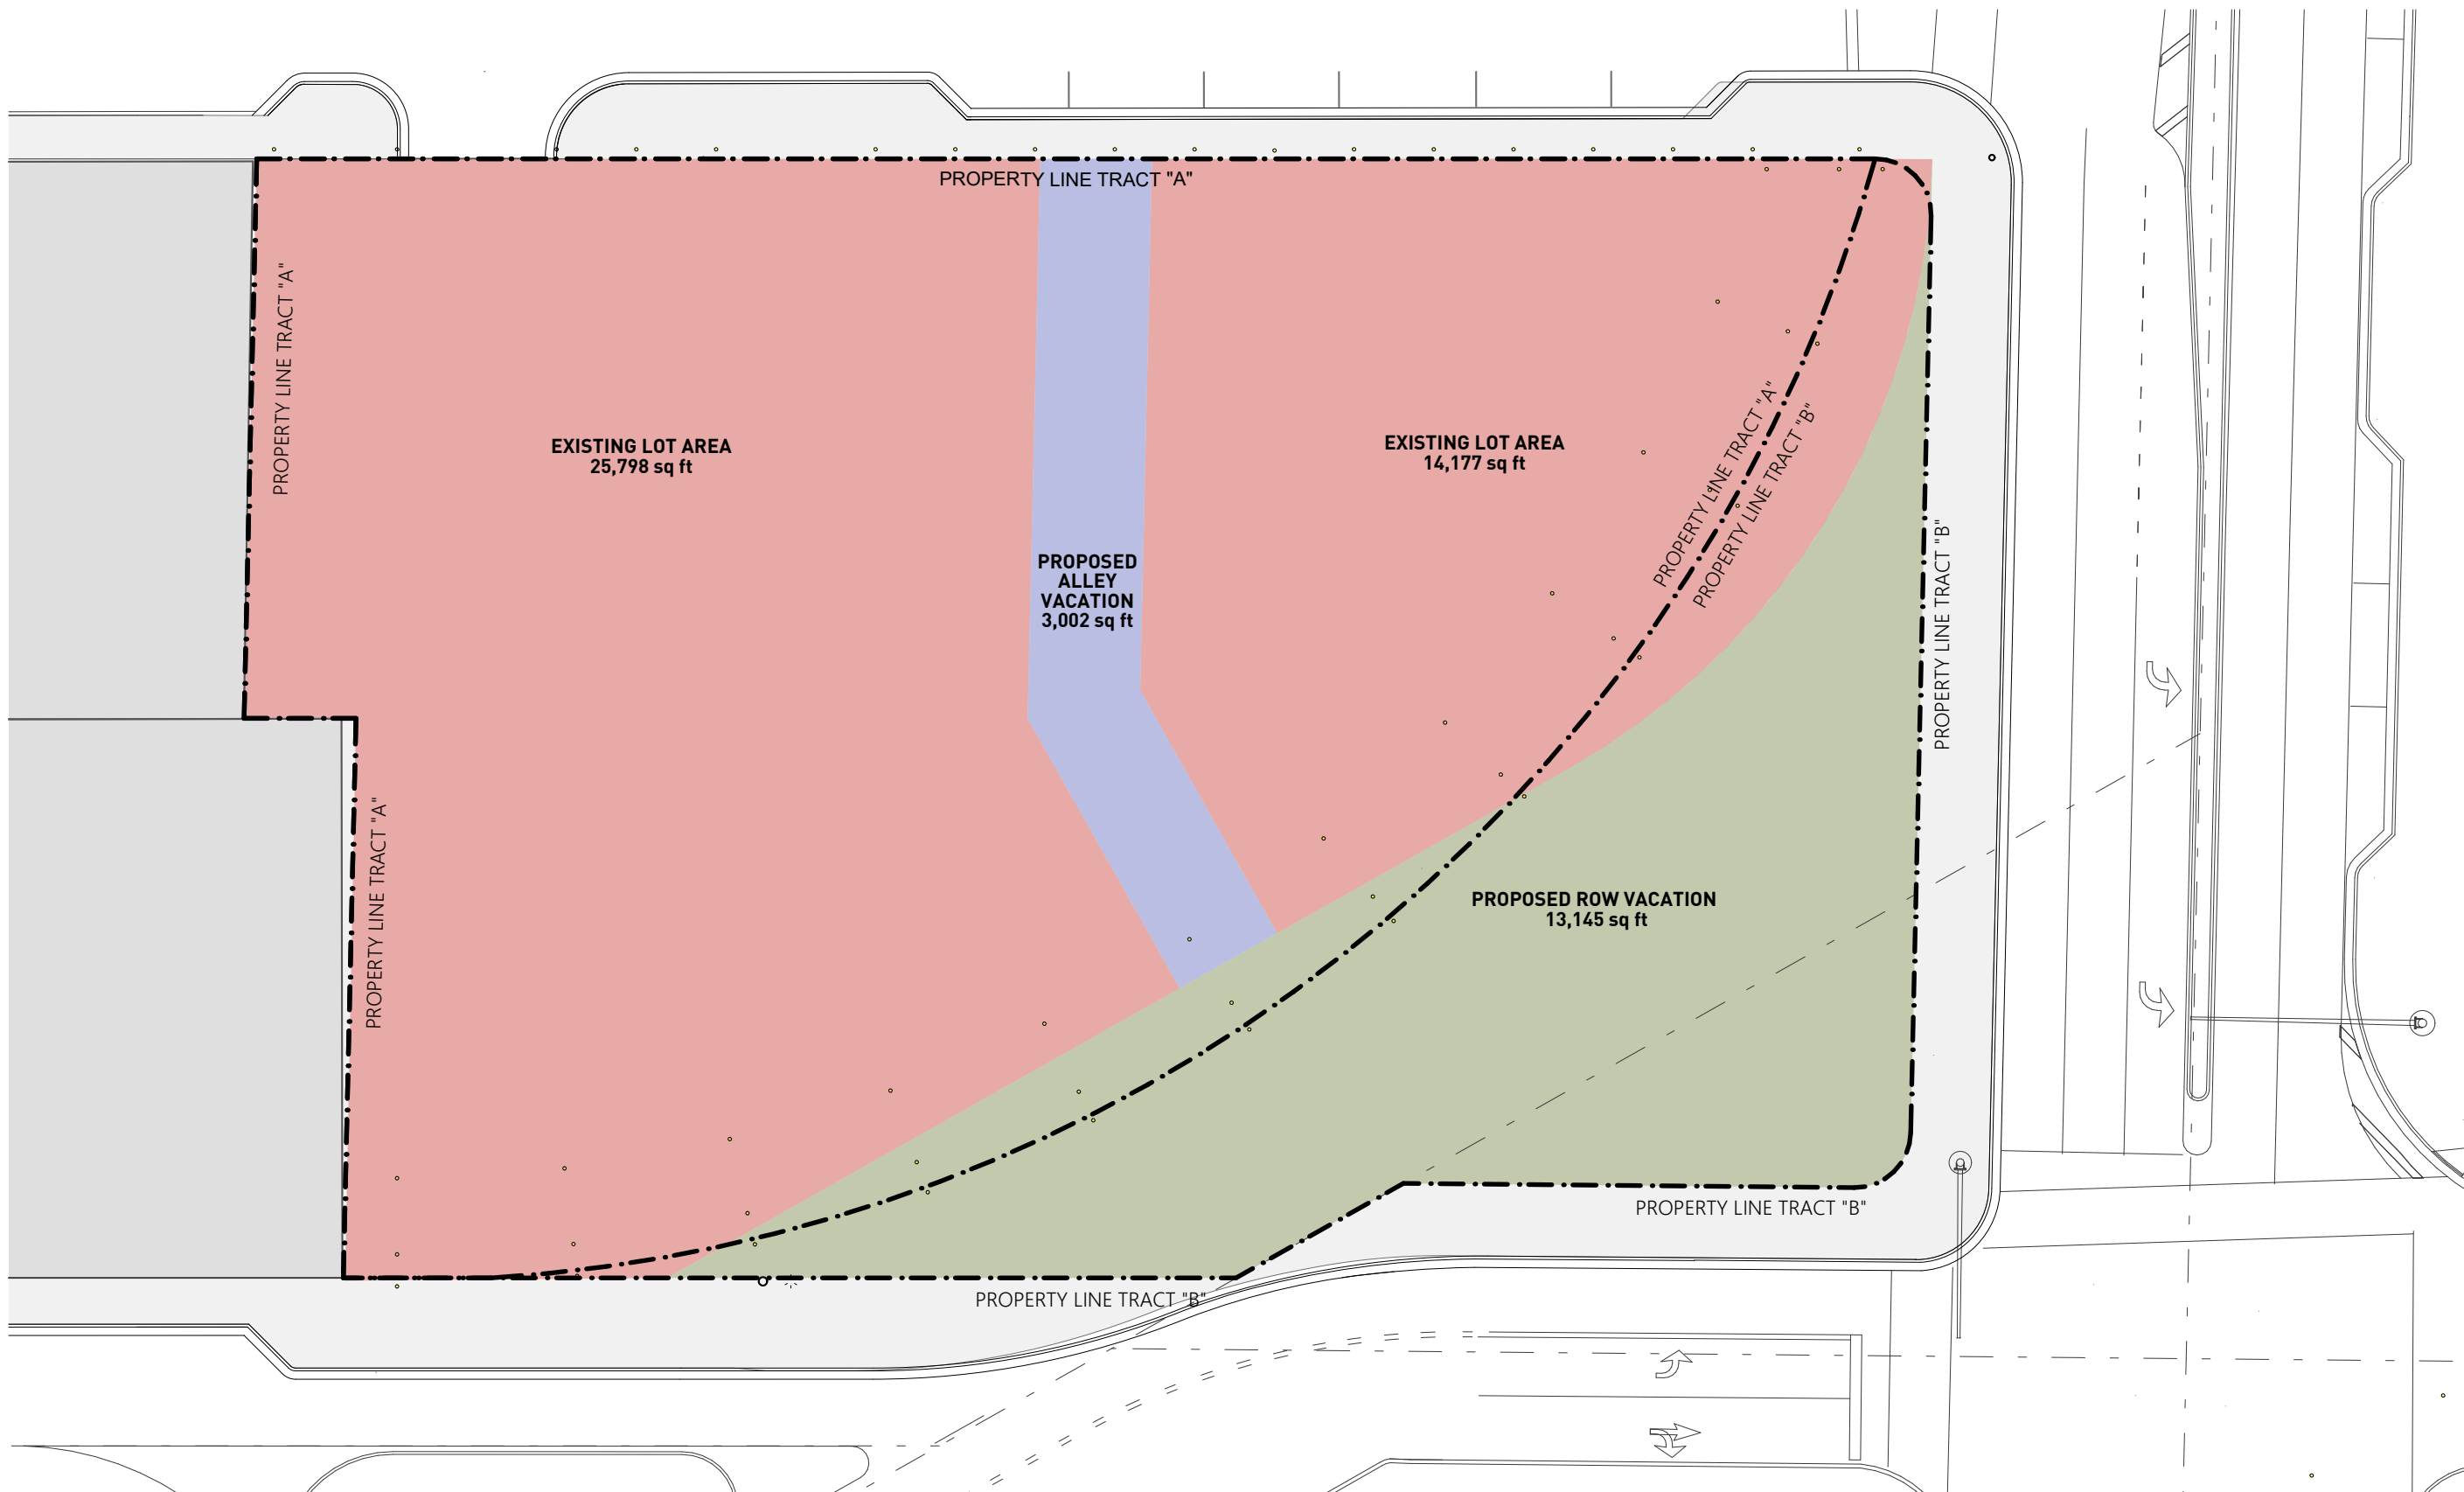 PROPERTY LINE TRACT "A"
PROPERTY LINE TRACT "A"
EXISTING LOT AREA
25,798 sq ft
EXISTING LOT AREA
14,177 sq ft
PROPERTY LINE TRACT "A"
PROPERTY LINE TRACT "B"
PROPERTY LINE TRACT "B"
PROPOSED
ALLEY
VACATION
3,002 sq ft
PROPERTY LINE TRACT "A"
PROPOSED ROW VACATION
13,145 sq ft
PROPERTY LINE TRACT "B"
PROPERTY LINE TRACT "B"